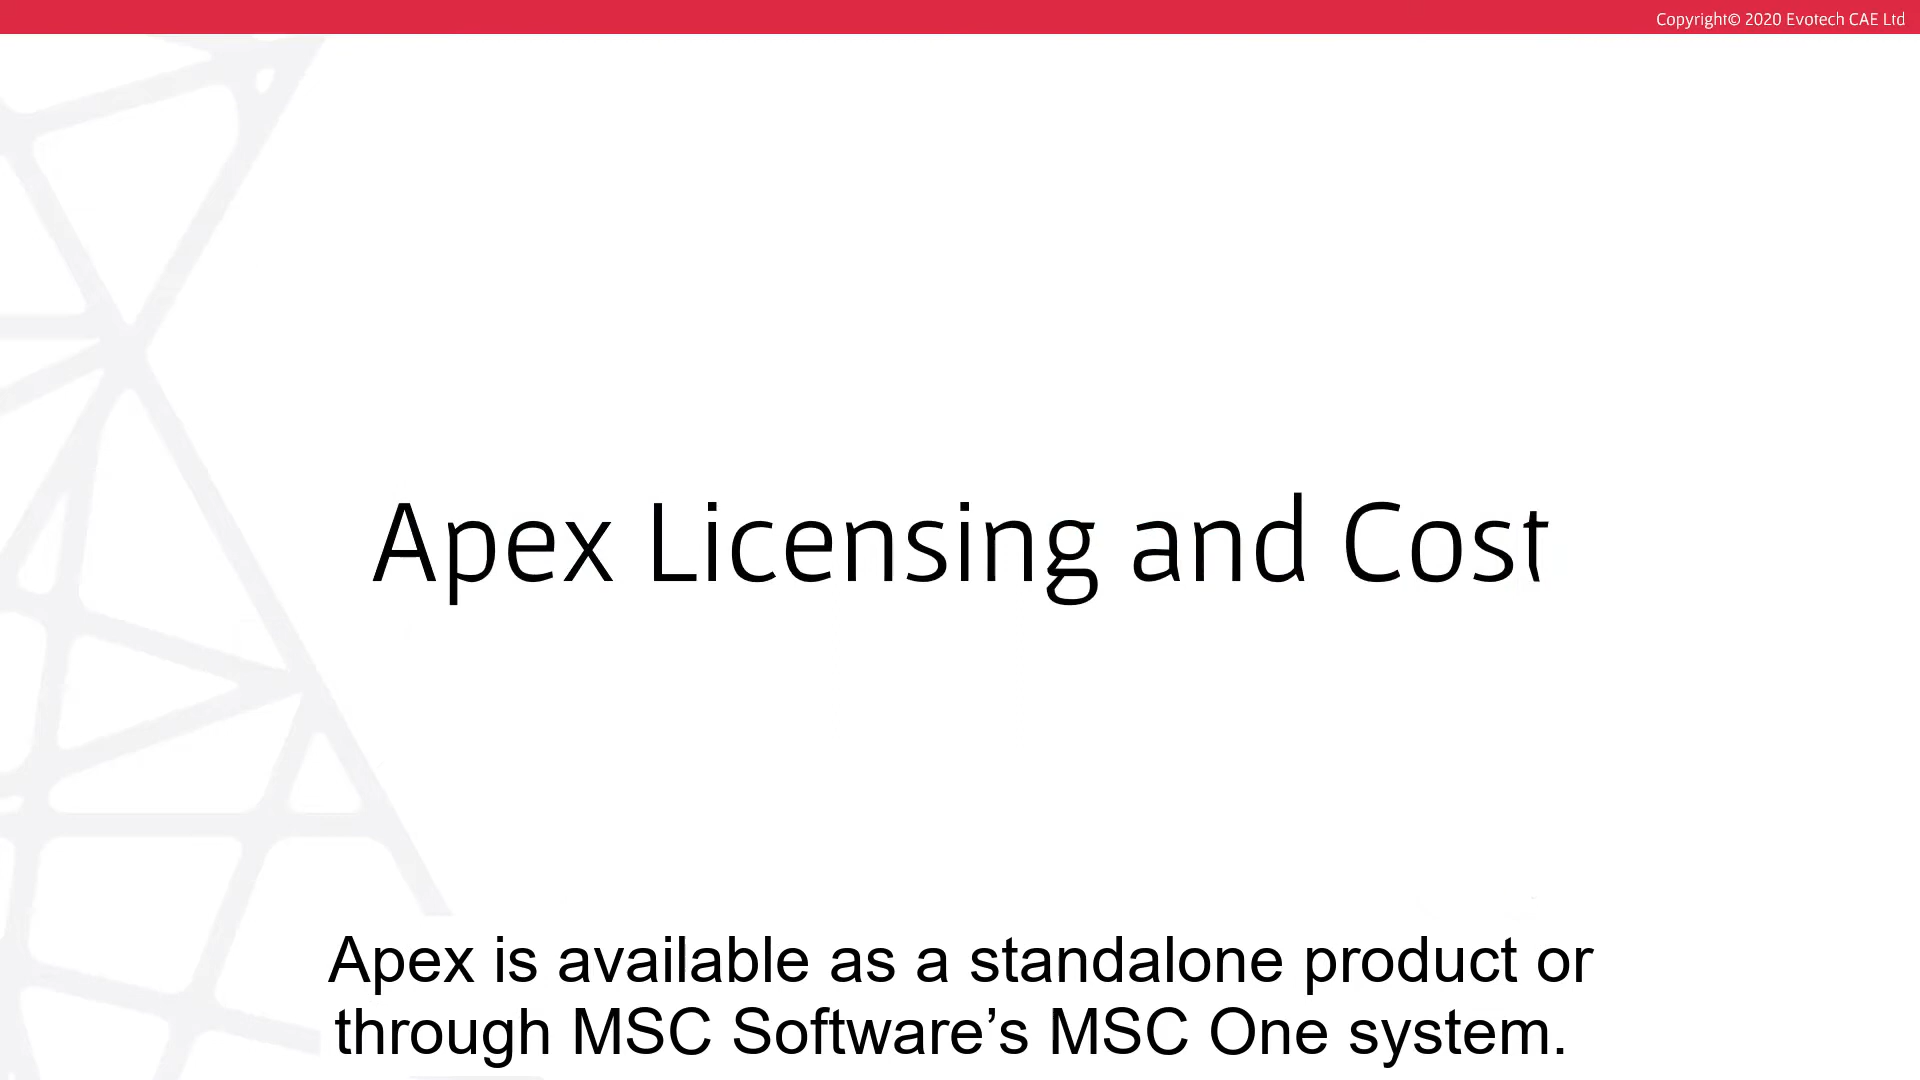 Copyright© 2020 Evotech CAE Ltd
Apex Licensing and Cost
Apex is available as a standalone product or
through MSC Software’s MSC One system.